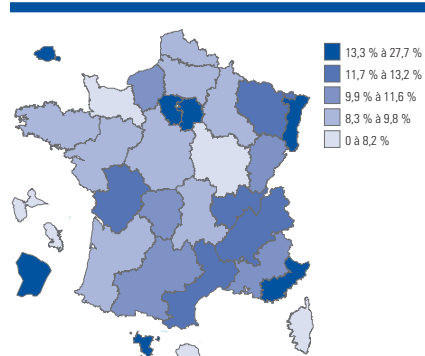 13,3 % à 27,7 %
11,7 % à 13,2 %
9,9 % à 11,6 %
8,3 % à 9,8 %
0 à 8,2 %